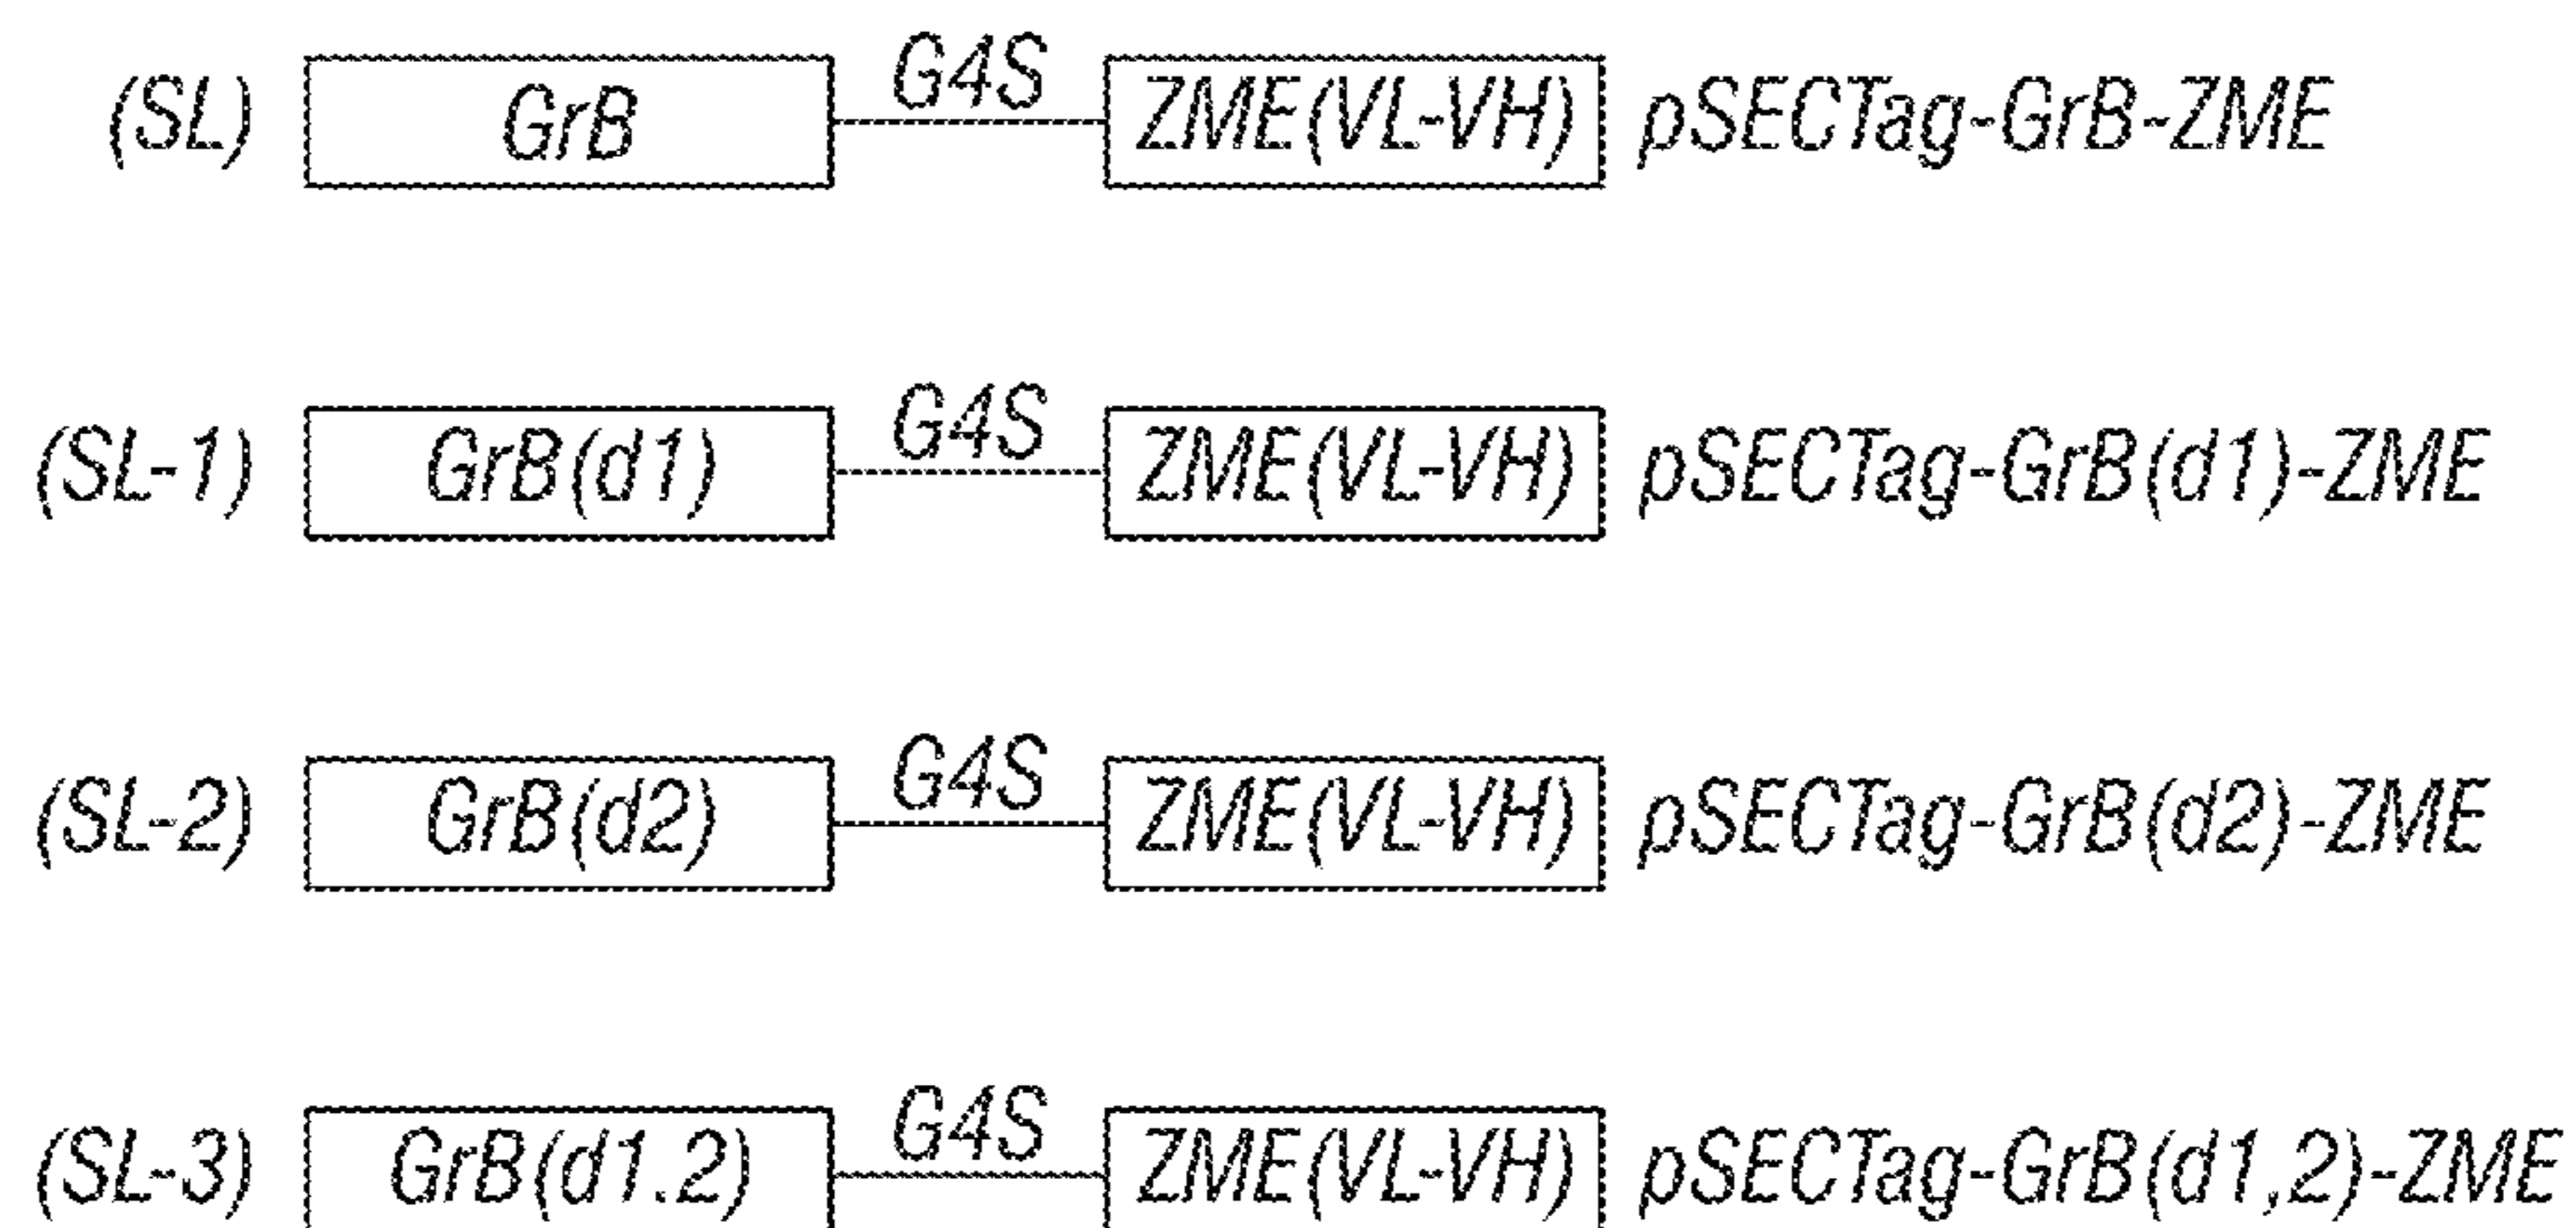 (SL) GrB G4S ZME(VL-VH) pSECTag-GrB-ZME
(SL-1) GrB(d1) G4S ZME(VL-VH) pSECTag-GrB(d1)-ZME
(SL-2) GrB(d2) G4S ZME(VL-VH) pSECTag-GrB(d2)-ZME
(SL-3) GrB(d1.2) G4S ZME(VL-VH) pSECTag-GrB(d1,2)-ZME